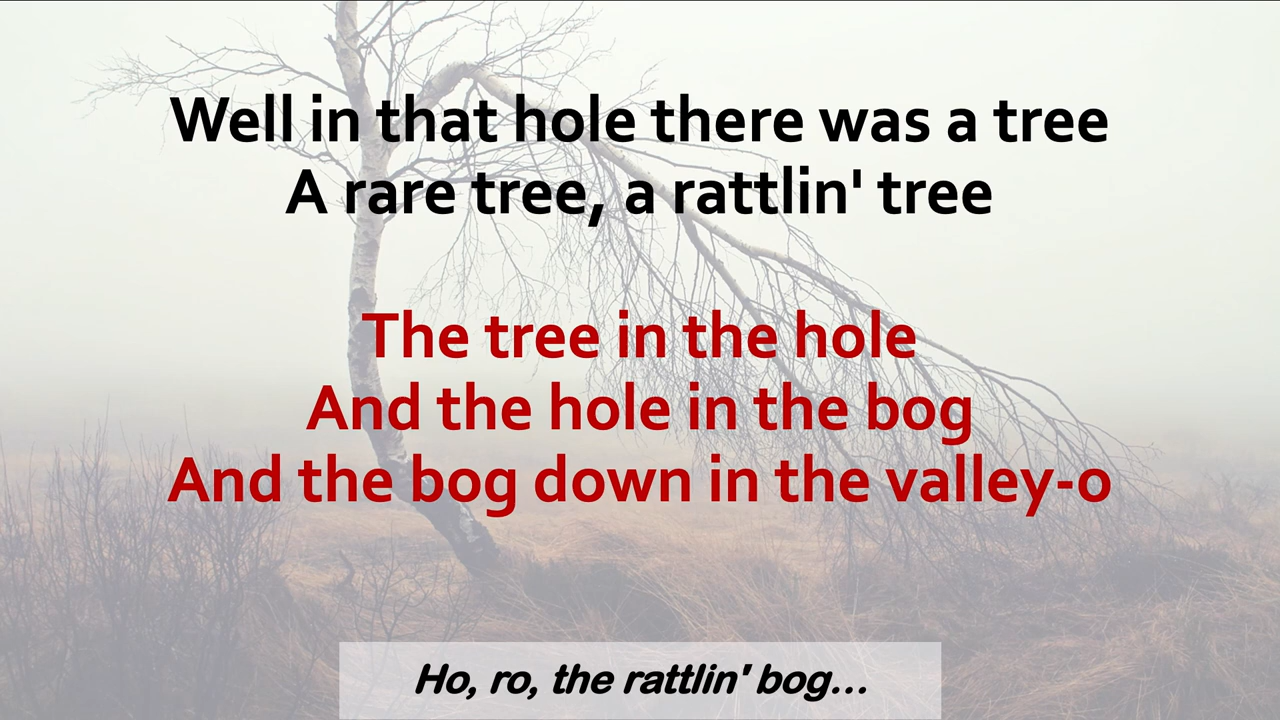 Well in that hole there was a tree
A rare tree, a rattlin' tree
The tree in the hole
And the hole in the bog
And the bog down in the valley-o
Ho, ro, the rattlin' bog...